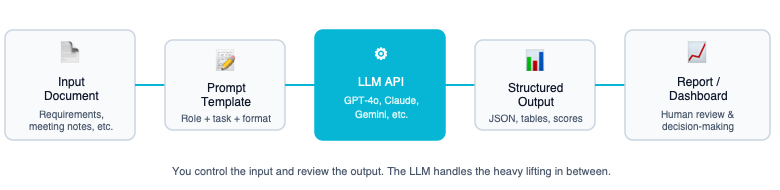 Input
Document
Requirements,
meeting notes, etc.
Prompt
Template
Role + task + format
LLM API
GPT-4o, Claude,
Gemini, etc.
Structured
Output
JSON, tables, scores
Report /
Dashboard
Human review &
decision-making
You control the input and review the output. The LLM handles the heavy lifting in between.